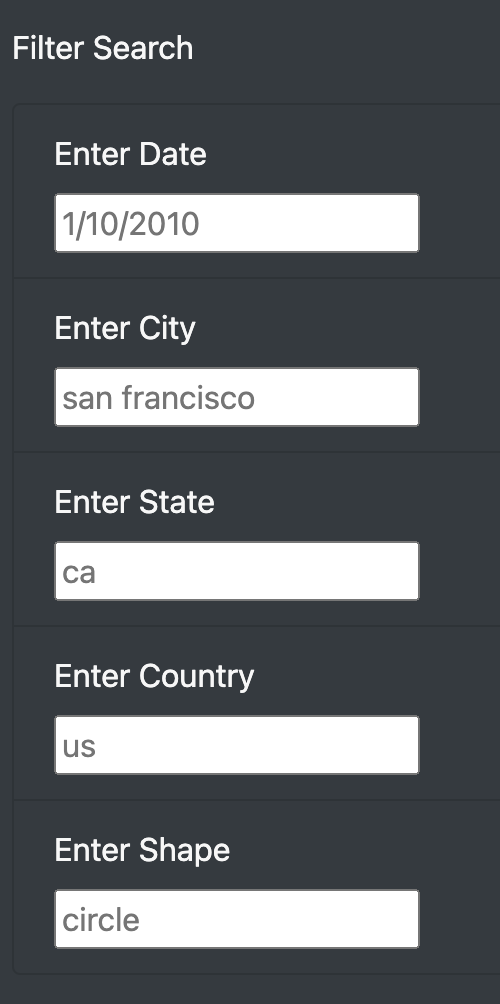 Filter Search
Enter Date
1/10/2010
Enter City
san francisco
Enter State
ca
Enter Country
us
Enter Shape
circle